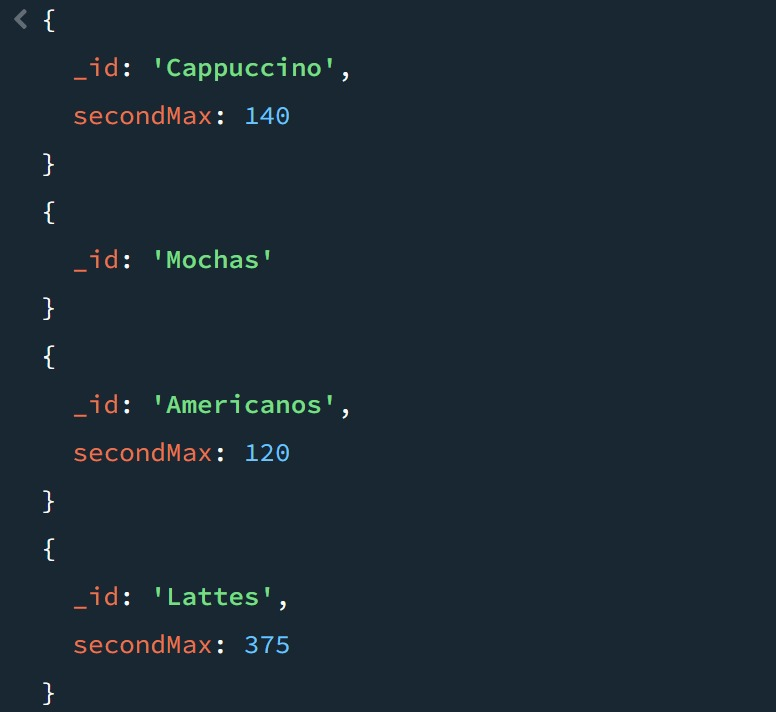 {
_id: 'Cappuccino',
secondMax: 140
}
{
_id: 'Mochas'
}
{
_id: 'Americanos',
secondMax: 120
}
{
_id: 'Lattes',
secondMax: 375
}